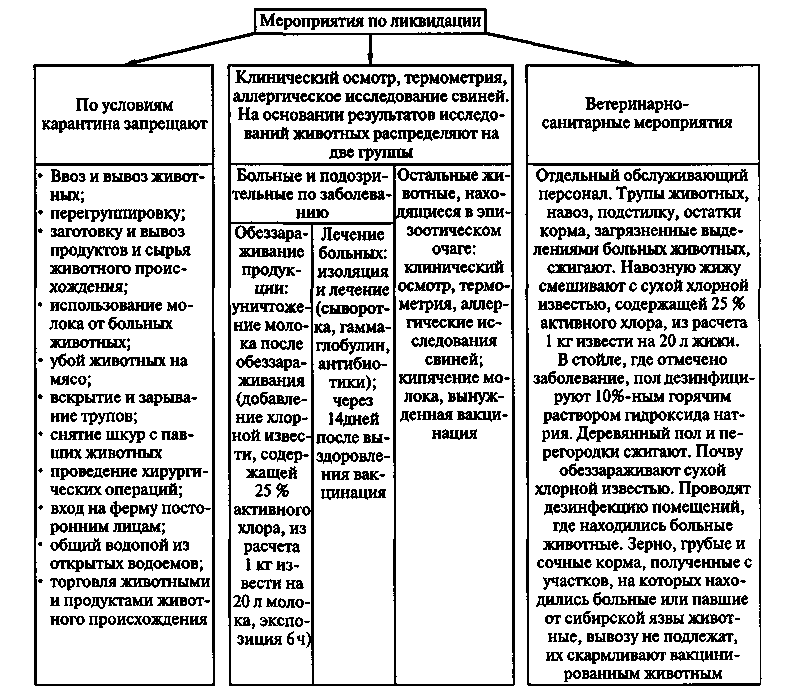 Мероприятия по ликвидации
По условиям
карантина запрещают
• Ввоз и вывоз живот-
ных;
• перегруппировку;
• заготовку и вывоз
продуктов и сырья
животного проис-
хождения;
• использование мо-
лока от больных
животных;
• убой животных на
мясо;
• вскрытие и зарыва-
ние трупов;
• снятие шкур с пав-
ших животных
• проведение хирурги-
ческих операций;
• вход на ферму посто-
ронним лицам;
• общий водопой из
открытых водоемов;
• торговля животными
и продуктами живот-
ного происхождения
Клинический осмотр, термометрия,
аллергическое исследование свиней.
На основании результатов исследо-
ваний животных распределяют на
две группы
Больные и подозри-
тельные по заболева-
нию
Обеззара-
живание
продук-
ции:
уничтоже-
ние моло-
ка после
обеззара-
живания
(добавле-
ние хлор-
ной извес-
ти, содер-
жащей
25 %
активного
хлора, из
расчета
1 кг из-
вести на
20 л моло-
ка, экспо-
зиция 6 ч)
Лечение
больных:
изоляция
и лечение
(сыворот-
ка, гамма-
глобулин,
антибио-
тики);
через
14дней
после вы-
здоровле-
ния вак-
цинация
Остальные жи-
вотные, нахо-
дящиеся в эпи-
зоотическом
очаге:
клинический
осмотр, термо-
метрия, аллер-
гические ис-
следования
свиней;
кипячение мо-
лока, вынуж-
денная вакци-
нация
Ветеринарно-
санитарные мероприятия
Отдельный обслуживающий
персонал. Трупы животных,
навоз, подстилку, остатки
корма, загрязненные выде-
лениями больных животных,
сжигают. Навозную жижу
смешивают с сухой хлорной
известью, содержащей 25 %
активного хлора, из расчета
1 кг извести на 20 л жижи.
В стойле, где отмечено
заболевание, пол дезинфици-
руют 10%-ным горячим
раствором гидроксида нат-
рия. Деревянный пол и пе-
регородки сжигают. Почву
обеззараживают сухой
хлорной известью. Проводят
дезинфекцию помещений,
где находились больные
животные. Зерно, грубые и
сочные корма, полученные с
участков, на которых нахо-
дились больные или павшие
от сибирской язвы живот-
ные, вывозу не подлежат,
их скармливают вакцини-
рованным животным